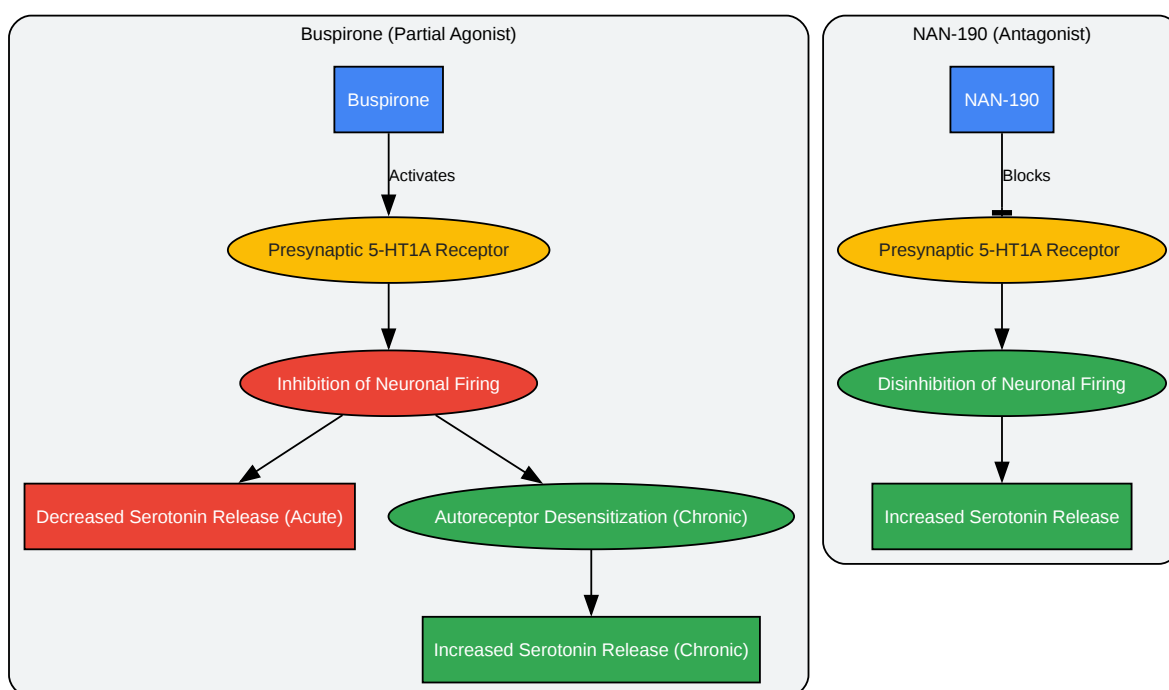 Buspirone (Partial Agonist)
Buspirone
Activates
Presynaptic 5-HT1A Receptor
Inhibition of Neuronal Firing
Decreased Serotonin Release (Acute)
Autoreceptor Desensitization (Chronic)
Increased Serotonin Release (Chronic)
NAN-190 (Antagonist)
NAN-190
Blocks
Presynaptic 5-HT1A Receptor
Disinhibition of Neuronal Firing
Increased Serotonin Release